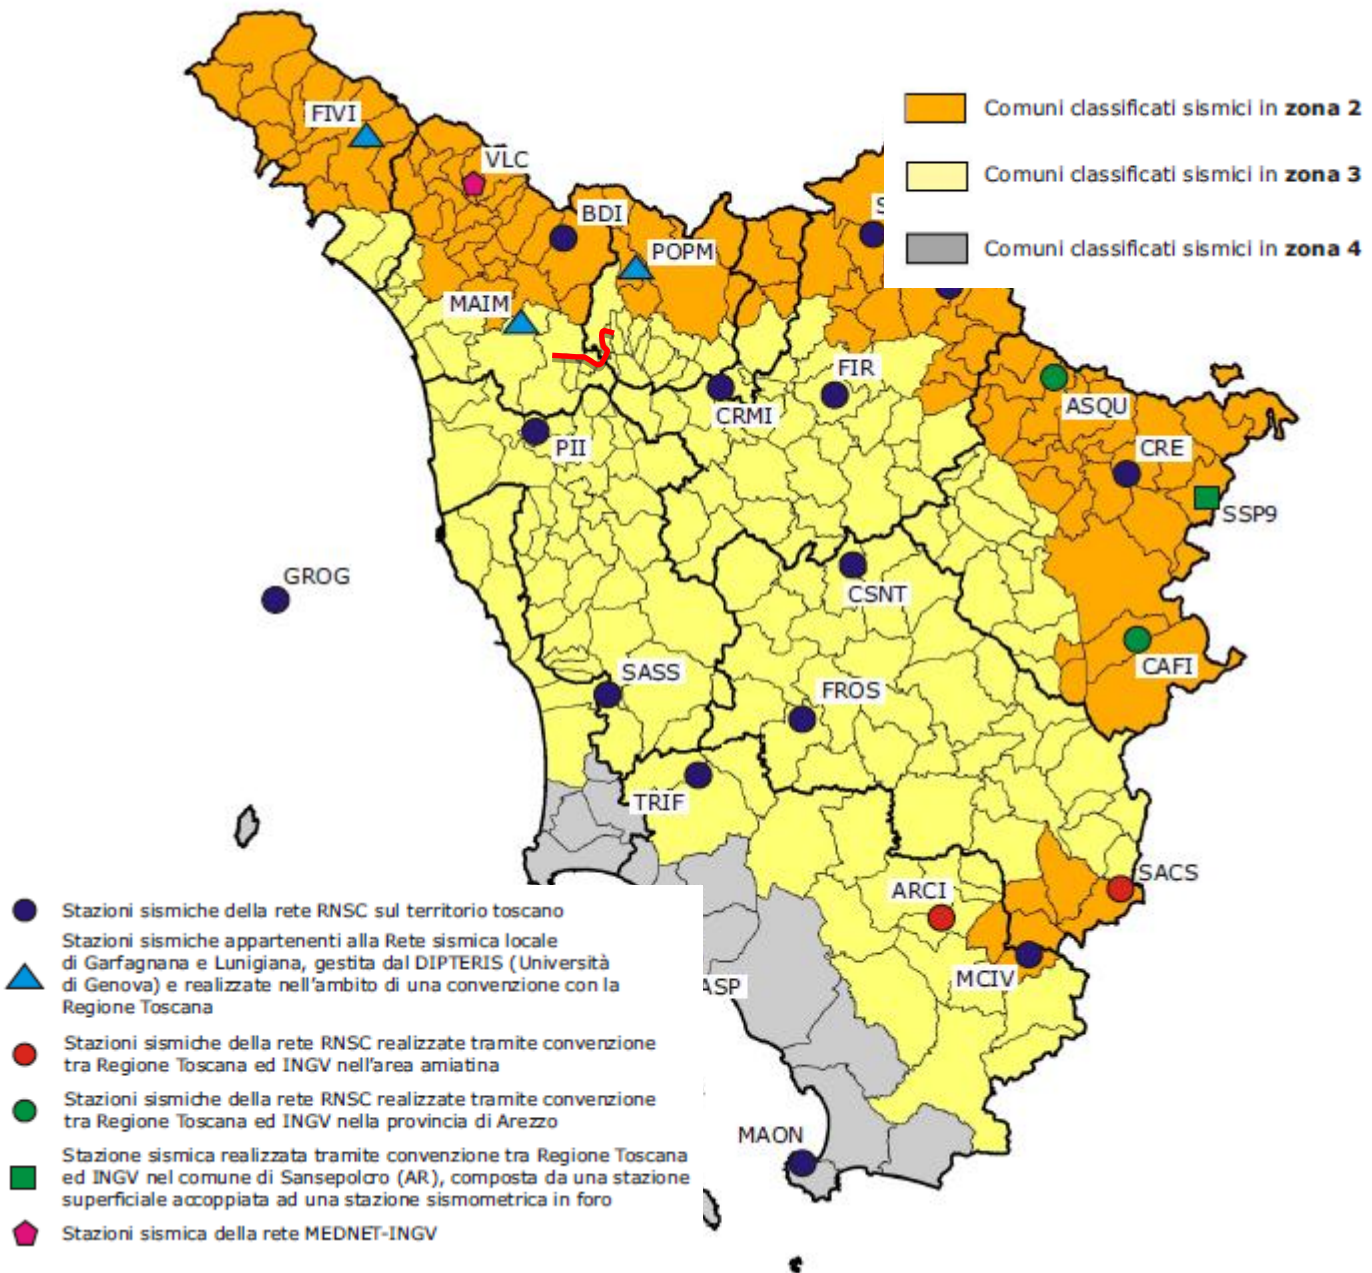 FIVI
VLC
BDI
POPM
S
MAIM
Comuni classificati sismici in zona 2
Comuni classificati sismici in zona 3
Comuni classificati sismici in zona 4
FIR
CRMI
PII
ASQU
CRE
SSP9
GROG
CSNT
CAFI
SASS
FROS
TRIF
SACS
ARCI
MCIV
ASP
MAON
Stazioni sismiche della rete RNSC sul territorio toscano
Stazioni sismiche appartenenti alla Rete sismica locale
di Garfagnana e Lunigiana, gestita dal DIPTERIS (Università
di Genova) e realizzate nell'ambito di una convenzione con la
Regione Toscana
Stazioni sismiche della rete RNSC realizzate tramite convenzione
tra Regione Toscana ed INGV nell'area amiatina
Stazioni sismiche della rete RNSC realizzate tramite convenzione
tra Regione Toscana ed INGV nella provincia di Arezzo
Stazione sismica realizzata tramite convenzione tra Regione Toscana
ed INGV nel comune di Sansepolcro (AR), composta da una stazione
superficiale accoppiata ad una stazione sismometrica in foro
Stazioni sismica della rete MEDNET-INGV